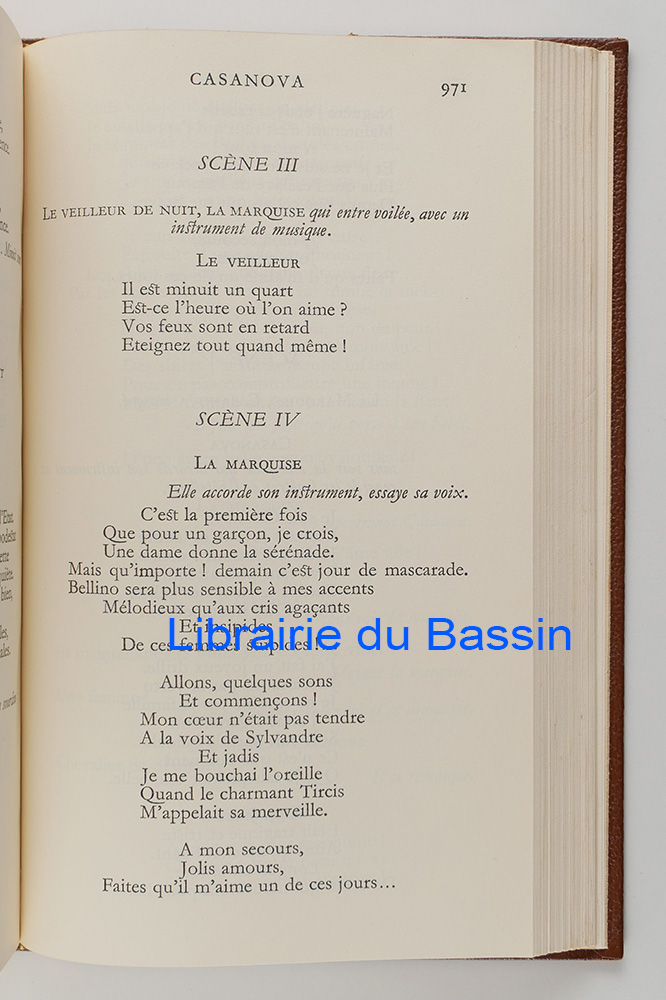 CASANOVA
971
SCÈNE III
LE VEILLEUR DE NUIT, LA MARQUISE qui entre voilée, avec un
instrument de musique.
LE VEILLEUR
Il est minuit un quart
Est-ce l'heure où l'on aime ?
Vos feux sont en retard
Eteignez tout quand même !
SCÈNE IV
LA MARQUISE
Elle accorde son instrument, essaye sa voix.
C'est la première fois
Que pour un garçon, je crois,
Une dame donne la sérénade.
Mais qu'importe ! demain c'est jour de mascarade.
Bellino sera plus sensible à mes accents
Mélodieux qu'aux cris agaçants
Et insipides
De ces femmes stupides !
Librairie du Bassin
Allons, quelques sons
Et commençons !
Mon cœur n'était pas tendre
A la voix de Sylvandre
Et jadis
Je me bouchai l'oreille
Quand le charmant Tircis
M'appelait sa merveille.
A mon secours,
Jolis amours,
Faites qu'il m'aime un de ces jours...